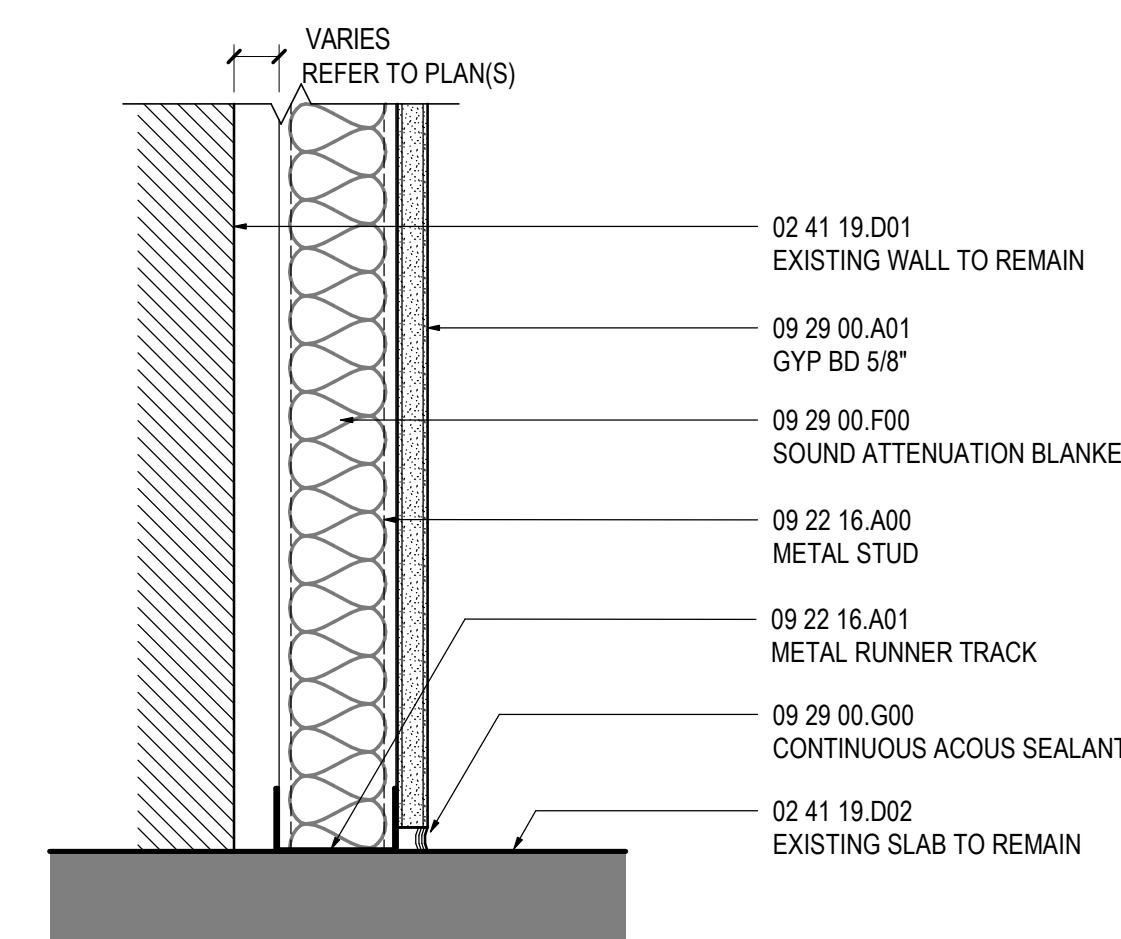 VARIES
REFER TO PLAN(S)
02 41 19.D01
EXISTING WALL TO REMAIN
09 29 00.A01
GYP BD 5/8"
09 29 00.F00
SOUND ATTENUATION BLANKE
09 22 16.A00
METAL STUD
09 22 16.A01
METAL RUNNER TRACK
09 29 00.G00
CONTINUOUS ACOUS SEALANT
02 41 19.D02
EXISTING SLAB TO REMAIN